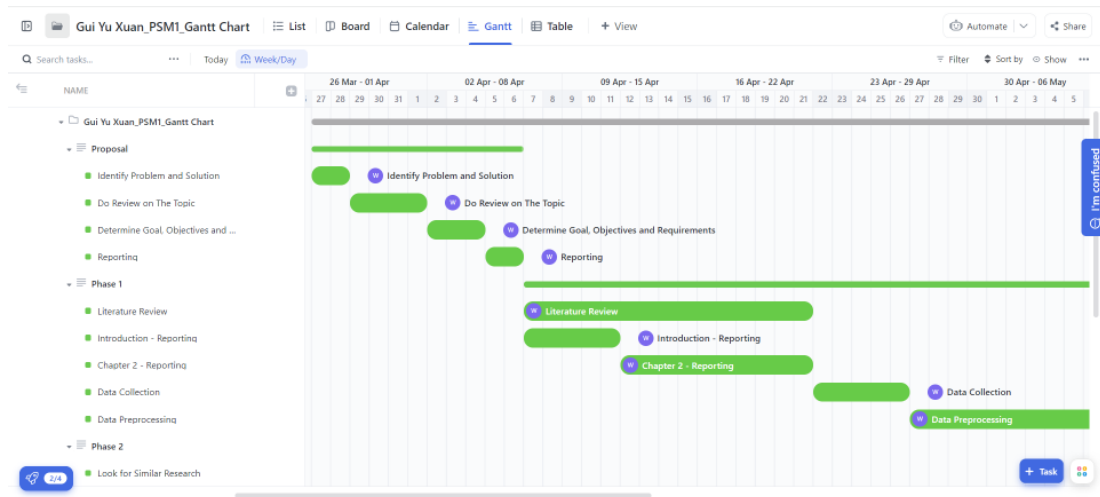 Gui Yu Xuan_PSM1_Gantt Chart List Board Calendar Gantt Table + View Automate Share
Search tasks... ... Today Week/Day Filter Sort by Show ...
NAME
26 Mar - 01 Apr 02 Apr - 08 Apr 09 Apr - 15 Apr 16 Apr - 22 Apr 23 Apr - 29 Apr 30 Apr - 06 May
27 28 29 30 31 1 2 3 4 5 6 7 8 9 10 11 12 13 14 15 16 17 18 19 20 21 22 23 24 25 26 27 28 29 30 1 2 3 4 5
Gui Yu Xuan_PSM1_Gantt Chart
Proposal
Identify Problem and Solution W Identify Problem and Solution
Do Review on The Topic W Do Review on The Topic
Determine Goal, Objectives and ... W Determine Goal, Objectives and Requirements
Reporting W Reporting
Phase 1
Literature Review W Literature Review
Introduction - Reporting W Introduction - Reporting
Chapter 2 - Reporting W Chapter 2 - Reporting
Data Collection W Data Collection
Data Preprocessing W Data Preprocessing
Phase 2
Look for Similar Research
2/4
+ Task
I'm confused